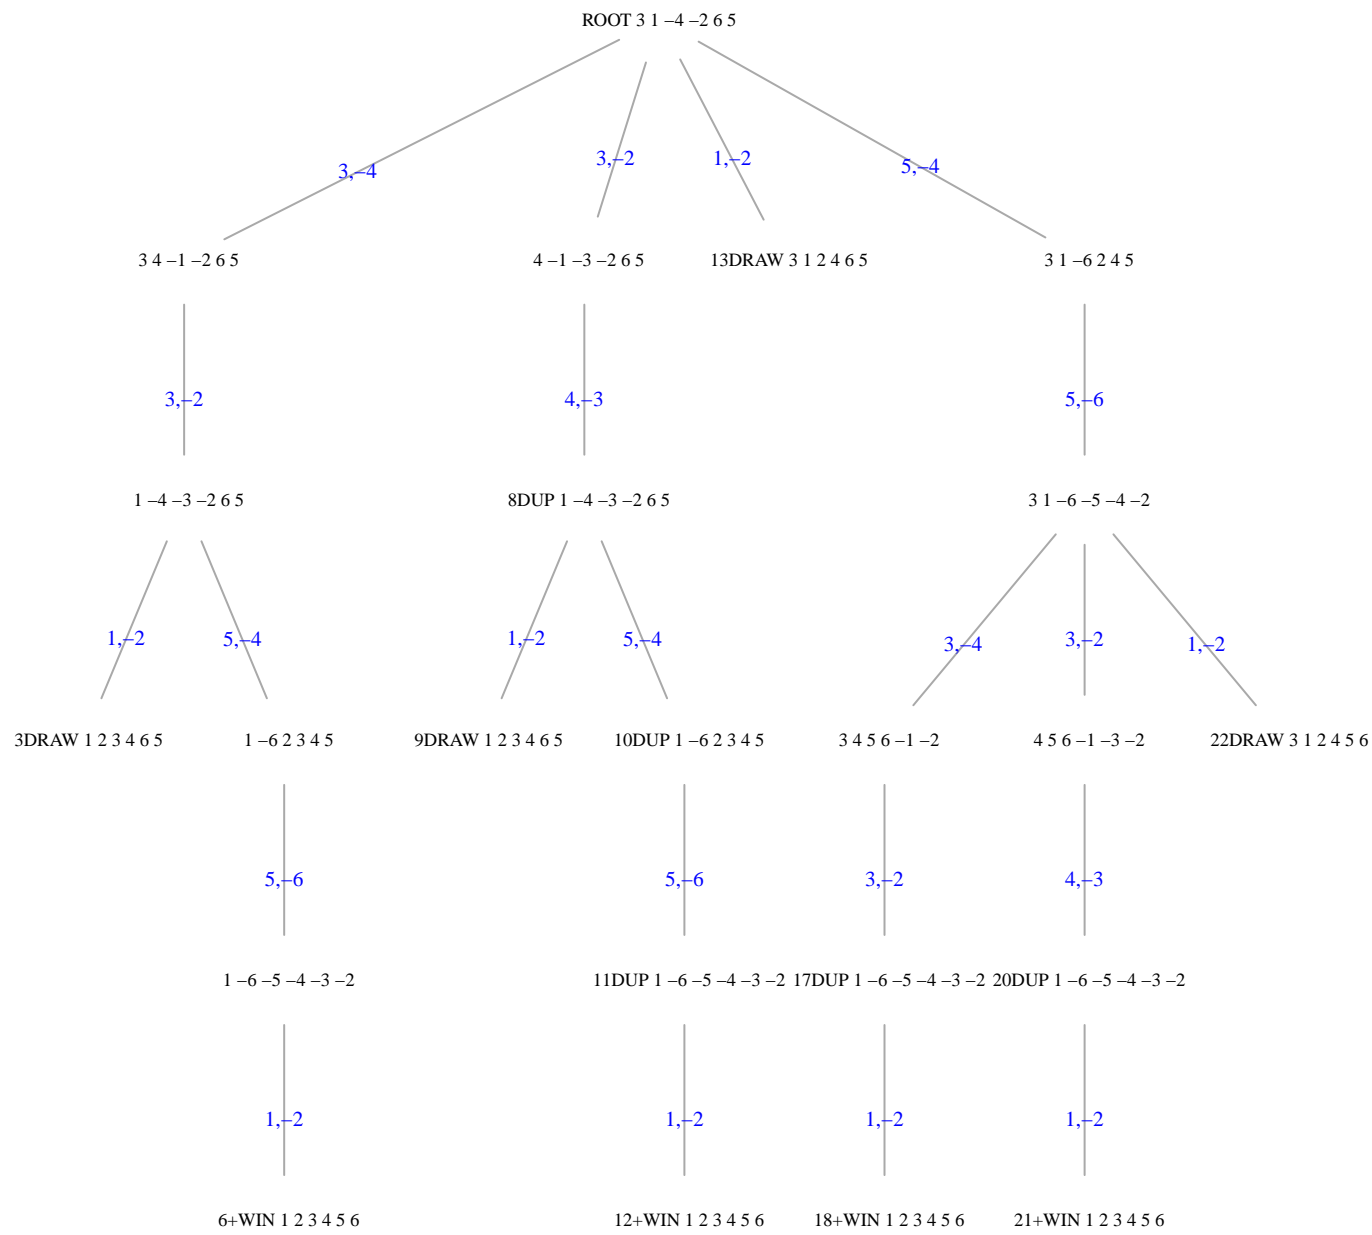 ROOT 3 1 –4 –2 6 5
3,–4
3,–2
1,–2
5,–4
3 4 –1 –2 6 5
4 –1 –3 –2 6 5
13DRAW 3 1 2 4 6 5
3 1 –6 2 4 5
3,–2
4,–3
5,–6
1 –4 –3 –2 6 5
8DUP 1 –4 –3 –2 6 5
3 1 –6 –5 –4 –2
1,–2
5,–4
1,–2
5,–4
3,–4
3,–2
1,–2
3DRAW 1 2 3 4 6 5
1 –6 2 3 4 5
9DRAW 1 2 3 4 6 5
10DUP 1 –6 2 3 4 5
3 4 5 6 –1 –2
4 5 6 –1 –3 –2
22DRAW 3 1 2 4 5 6
5,–6
5,–6
3,–2
4,–3
1 –6 –5 –4 –3 –2
11DUP 1 –6 –5 –4 –3 –2
17DUP 1 –6 –5 –4 –3 –2
20DUP 1 –6 –5 –4 –3 –2
1,–2
1,–2
1,–2
1,–2
6+WIN 1 2 3 4 5 6
12+WIN 1 2 3 4 5 6
18+WIN 1 2 3 4 5 6
21+WIN 1 2 3 4 5 6